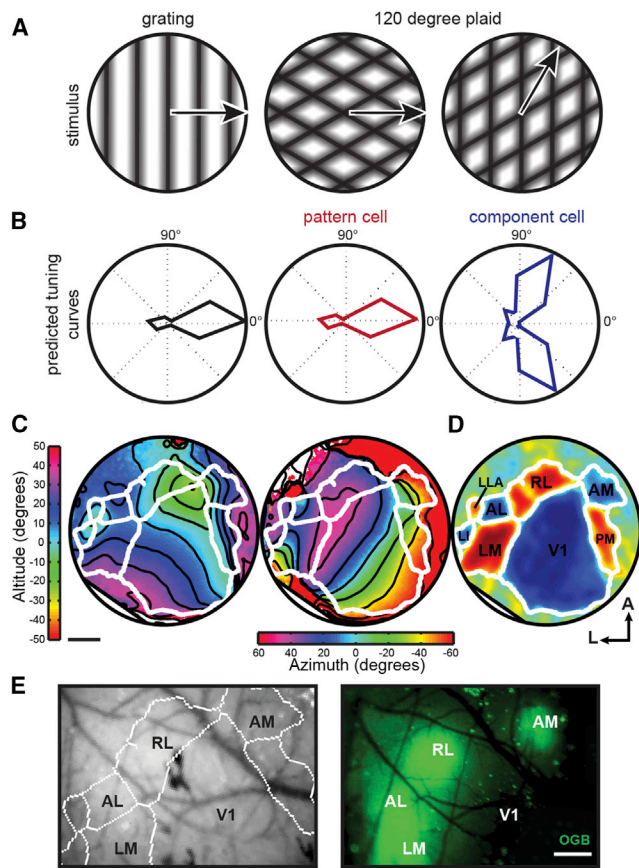 A
grating
120 degree plaid
stimulus
B
pattern cell
component cell
90°
90°
90°
predicted tuning
curves
0°
0°
0°
C
D
Altitude (degrees)
50
40
30
20
10
0
-10
-20
-30
-40
-50
LLA
RL
AM
AL
LI
LM
V1
PM
A
L
60 40 20 0 -20 -40 -60
Azimuth (degrees)
E
AM
RL
AL
V1
LM
AM
RL
AL
V1
LM
OGB